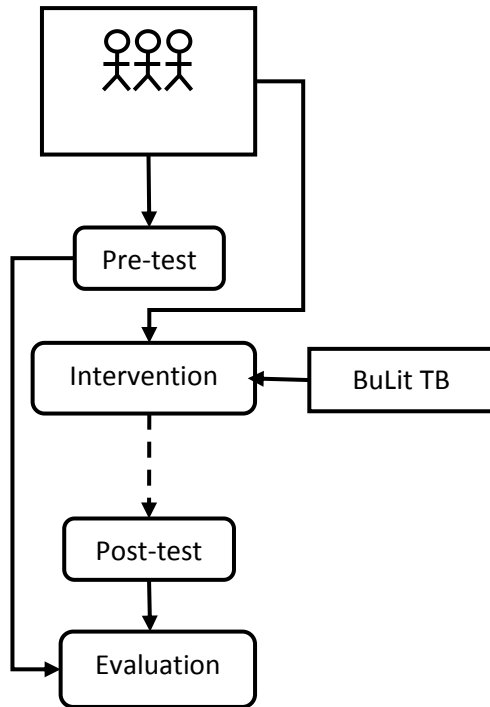 Pre-test
Intervention
BuLit TB
Post-test
Evaluation